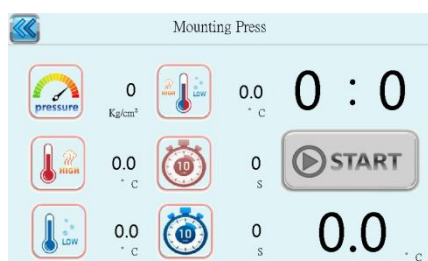 Mounting Press
pressure
0
Kg/cm²
HIGH LOW
0.0
° C
0 : 0
HIGH
0.0
° C
10
0
S
START
LOW
0.0
° C
10
0
S
0.0
° C